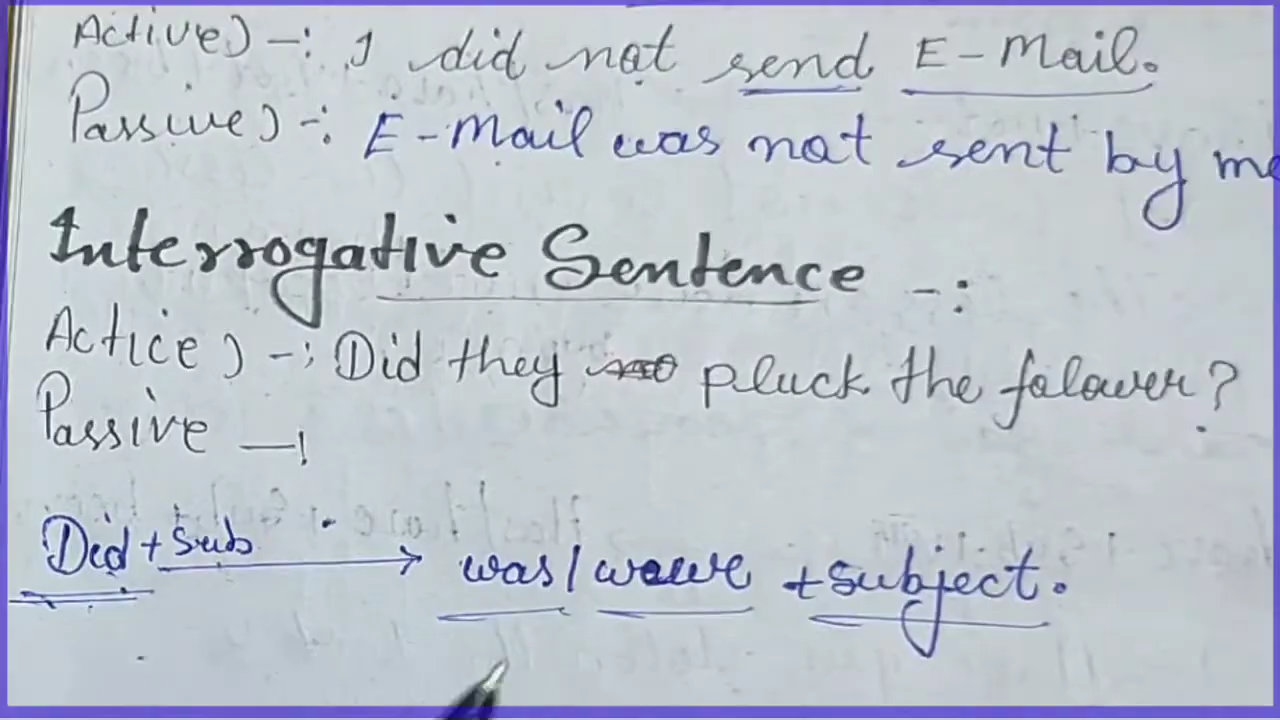 Active) -: I did not send E-Mail.
Passive) -: E-Mail was not sent by me
Interrogative Sentence -:
Actice) -: Did they pluck the folower?
Passive -:
Did + Sub → was/ weure + subject.